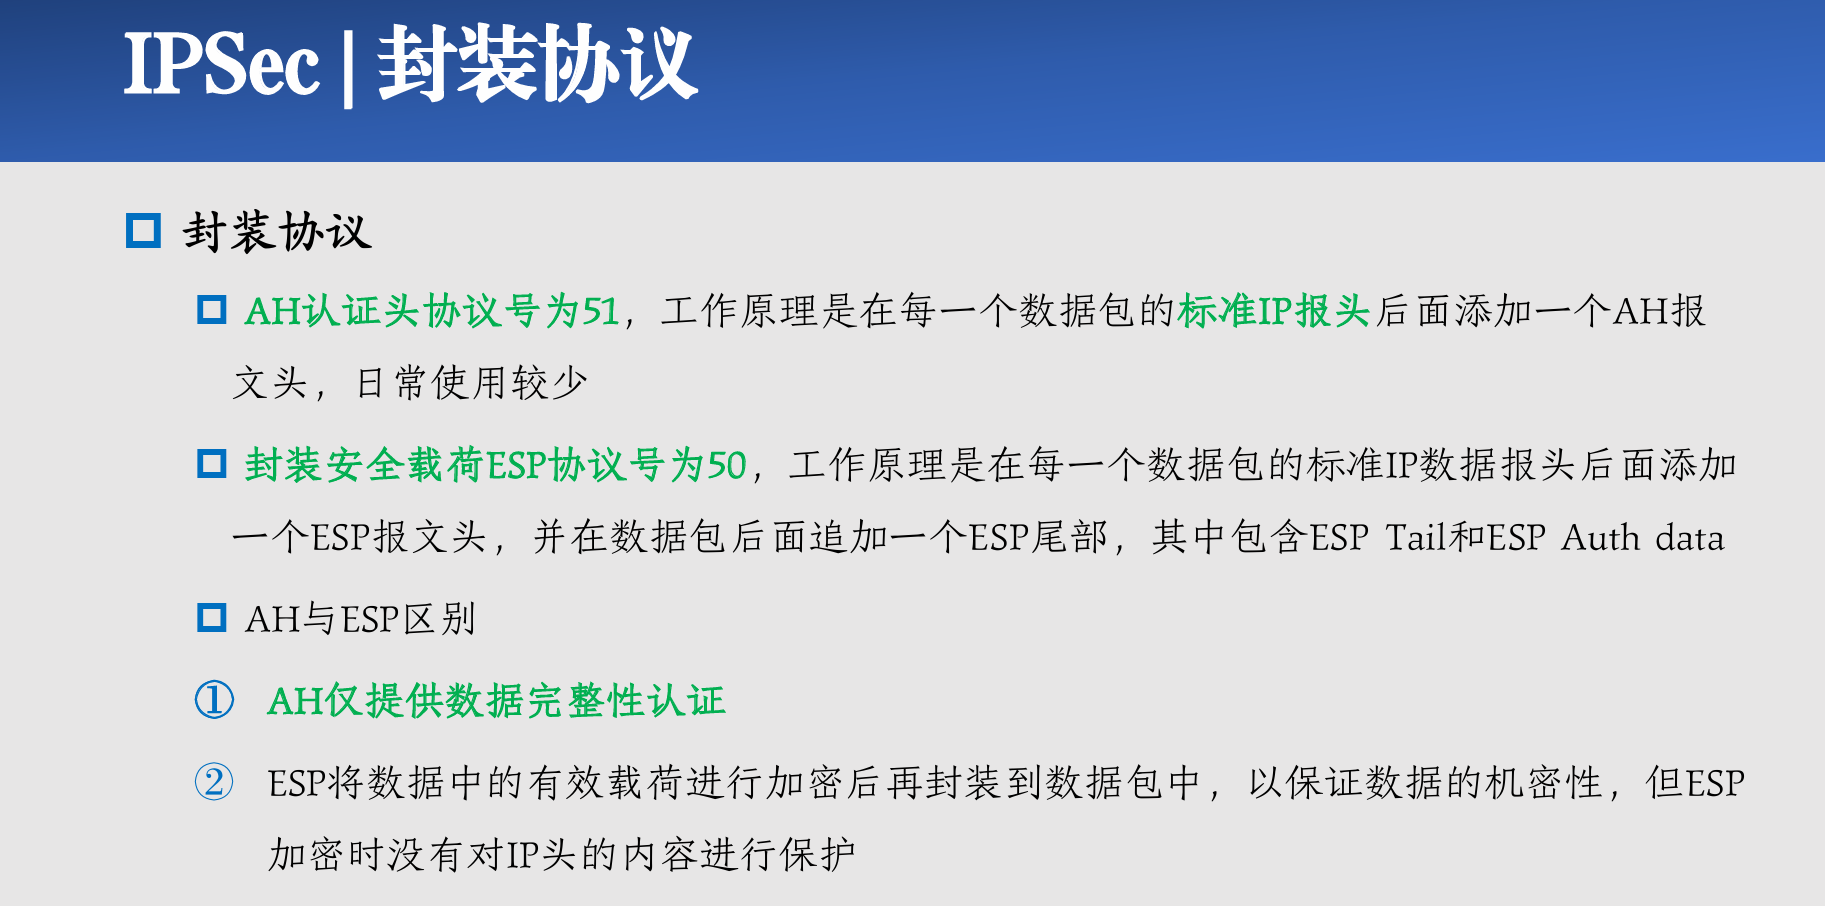 IPSec | 封装协议
封装协议
AH认证头协议号为51，工作原理是在每一个数据包的标准IP报头后面添加一个AH报
文头，日常使用较少
封装安全载荷ESP协议号为50，工作原理是在每一个数据包的标准IP数据报头后面添加
一个ESP报文头，并在数据包后面追加一个ESP尾部，其中包含ESP Tail和ESP Auth data
AH与ESP区别
① AH仅提供数据完整性认证
② ESP将数据中的有效载荷进行加密后再封装到数据包中，以保证数据的机密性，但ESP
加密时没有对IP头的内容进行保护